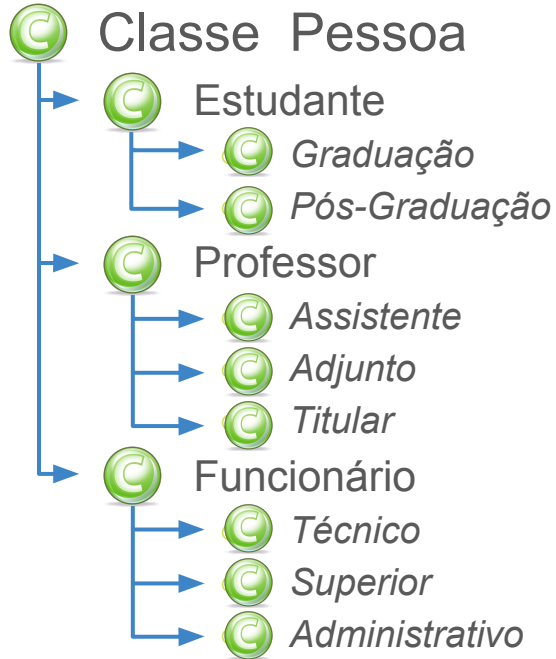 C Classe Pessoa
C Estudante
C Graduação
C Pós-Graduação
C Professor
C Assistente
C Adjunto
C Titular
C Funcionário
C Técnico
C Superior
C Administrativo